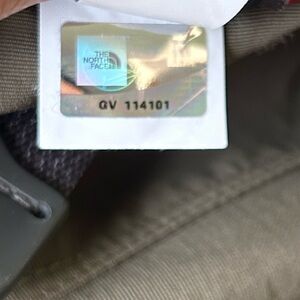 THE
NORTH
FACE
GV 114101